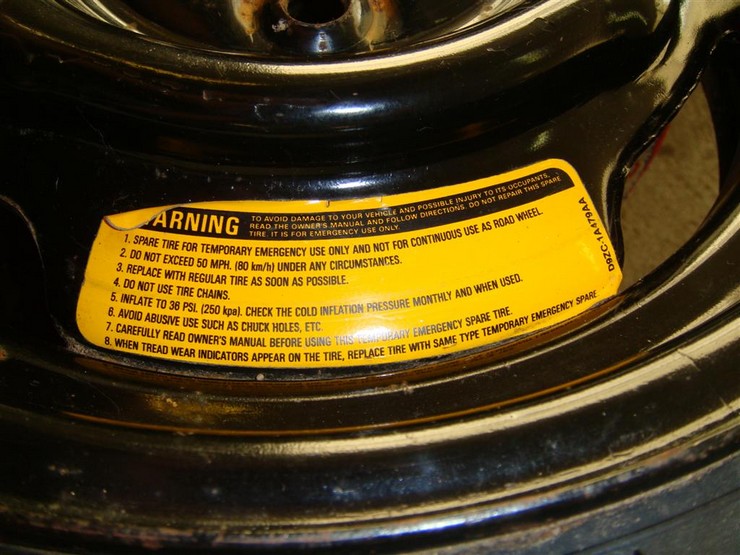 ARNING
TO AVOID DAMAGE TO YOUR VEHICLE AND POSSIBLE INJURY TO ITS OCCUPANTS,
READ THE OWNER'S MANUAL AND FOLLOW DIRECTIONS. DO NOT REPAIR THIS SPARE
TIRE. IT IS FOR EMERGENCY USE ONLY.
1. SPARE TIRE FOR TEMPORARY EMERGENCY USE ONLY AND NOT FOR CONTINUOUS USE AS ROAD WHEEL.
2. DO NOT EXCEED 50 MPH. (80 km/h) UNDER ANY CIRCUMSTANCES.
3. REPLACE WITH REGULAR TIRE AS SOON AS POSSIBLE.
4. DO NOT USE TIRE CHAINS.
5. INFLATE TO 36 PSI. (250 kpa). CHECK THE COLD INFLATION PRESSURE MONTHLY AND WHEN USED.
6. AVOID ABUSIVE USE SUCH AS CHUCK HOLES, ETC.
7. CAREFULLY READ OWNER'S MANUAL BEFORE USING THIS TEMPORARY EMERGENCY SPARE TIRE.
8. WHEN TREAD WEAR INDICATORS APPEAR ON THE TIRE, REPLACE TIRE WITH SAME TYPE TEMPORARY EMERGENCY SPARE.
D9ZC-1A479AA